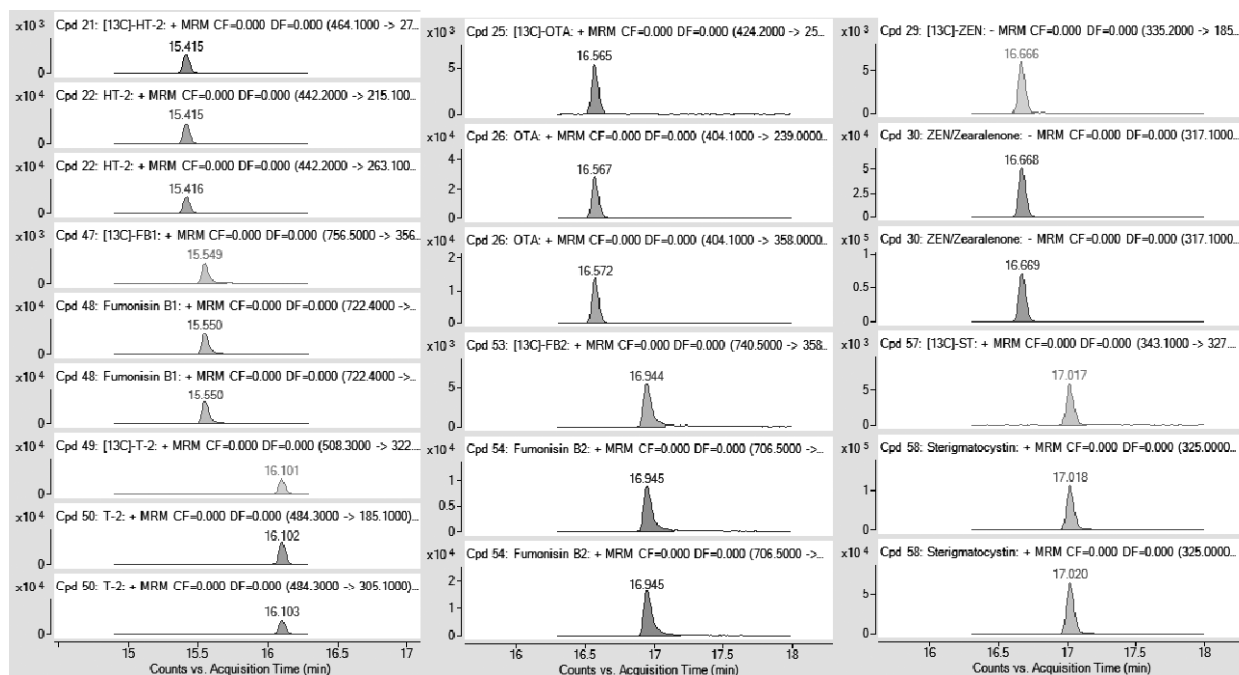 x10 3 Cpd 21: [13C]-HT-2: + MRM CF=0.000 DF=0.000 (464.1000 -> 27...
15.415
0
x10 4 Cpd 22: HT-2: + MRM CF=0.000 DF=0.000 (442.2000 -> 215.100...
15.415
0
x10 4 Cpd 22: HT-2: + MRM CF=0.000 DF=0.000 (442.2000 -> 263.100...
15.416
0
x10 3 Cpd 47: [13C]-FB1: + MRM CF=0.000 DF=0.000 (756.5000 -> 356...
15.549
0
x10 4 Cpd 48: Fumonisin B1: + MRM CF=0.000 DF=0.000 (722.4000 ->...
15.550
0
x10 4 Cpd 48: Fumonisin B1: + MRM CF=0.000 DF=0.000 (722.4000 ->...
15.550
0
x10 4 Cpd 49: [13C]-T-2: + MRM CF=0.000 DF=0.000 (508.3000 -> 322...
16.101
0
x10 4 Cpd 50: T-2: + MRM CF=0.000 DF=0.000 (484.3000 -> 185.1000)...
16.102
0
x10 4 Cpd 50: T-2: + MRM CF=0.000 DF=0.000 (484.3000 -> 305.1000)...
16.103
0
15 15.5 16 16.5 17
Counts vs. Acquisition Time (min)
x10 3 Cpd 25: [13C]-OTA: + MRM CF=0.000 DF=0.000 (424.2000 -> 25...
16.565
5
0
x10 4 Cpd 26: OTA: + MRM CF=0.000 DF=0.000 (404.1000 -> 239.0000...
4
16.567
2
0
x10 4 Cpd 26: OTA: + MRM CF=0.000 DF=0.000 (404.1000 -> 358.0000...
2
16.572
1
0
x10 3 Cpd 53: [13C]-FB2: + MRM CF=0.000 DF=0.000 (740.5000 -> 358...
16.944
5
0
x10 4 Cpd 54: Fumonisin B2: + MRM CF=0.000 DF=0.000 (706.5000 ->...
1
16.945
0.5
0
x10 4 Cpd 54: Fumonisin B2: + MRM CF=0.000 DF=0.000 (706.5000 ->...
2
16.945
1
0
16 16.5 17 17.5 18
Counts vs. Acquisition Time (min)
x10 3 Cpd 29: [13C]-ZEN: - MRM CF=0.000 DF=0.000 (335.2000 -> 185...
16.666
5
0
x10 4 Cpd 30: ZEN/Zearalenone: - MRM CF=0.000 DF=0.000 (317.1000...
16.668
5
2.5
0
x10 5 Cpd 30: ZEN/Zearalenone: - MRM CF=0.000 DF=0.000 (317.1000...
1
16.669
0.5
0
x10 3 Cpd 57: [13C]-ST: + MRM CF=0.000 DF=0.000 (343.1000 -> 327....
17.017
5
0
x10 5 Cpd 58: Sterigmatocystin: + MRM CF=0.000 DF=0.000 (325.0000...
17.018
1
0
x10 4 Cpd 58: Sterigmatocystin: + MRM CF=0.000 DF=0.000 (325.0000...
17.020
5
0
16 16.5 17 17.5 18
Counts vs. Acquisition Time (min)